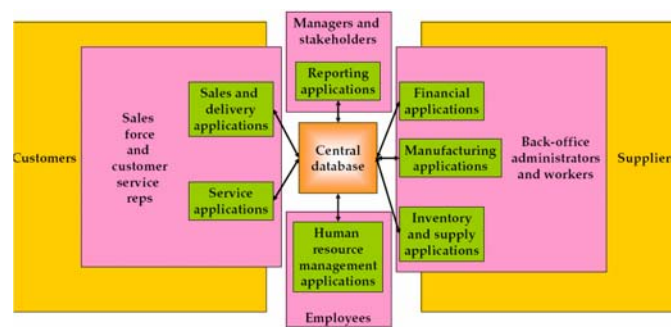 Managers and
stakeholders
Reporting
applications
Customers
Sales
force
and
customer
service
reps
Sales and
delivery
applications
Service
applications
Central
database
Financial
applications
Manufacturing
applications
Inventory
and supply
applications
Back-office
administrators
and workers
Supplier
Human
resource
management
applications
Employees